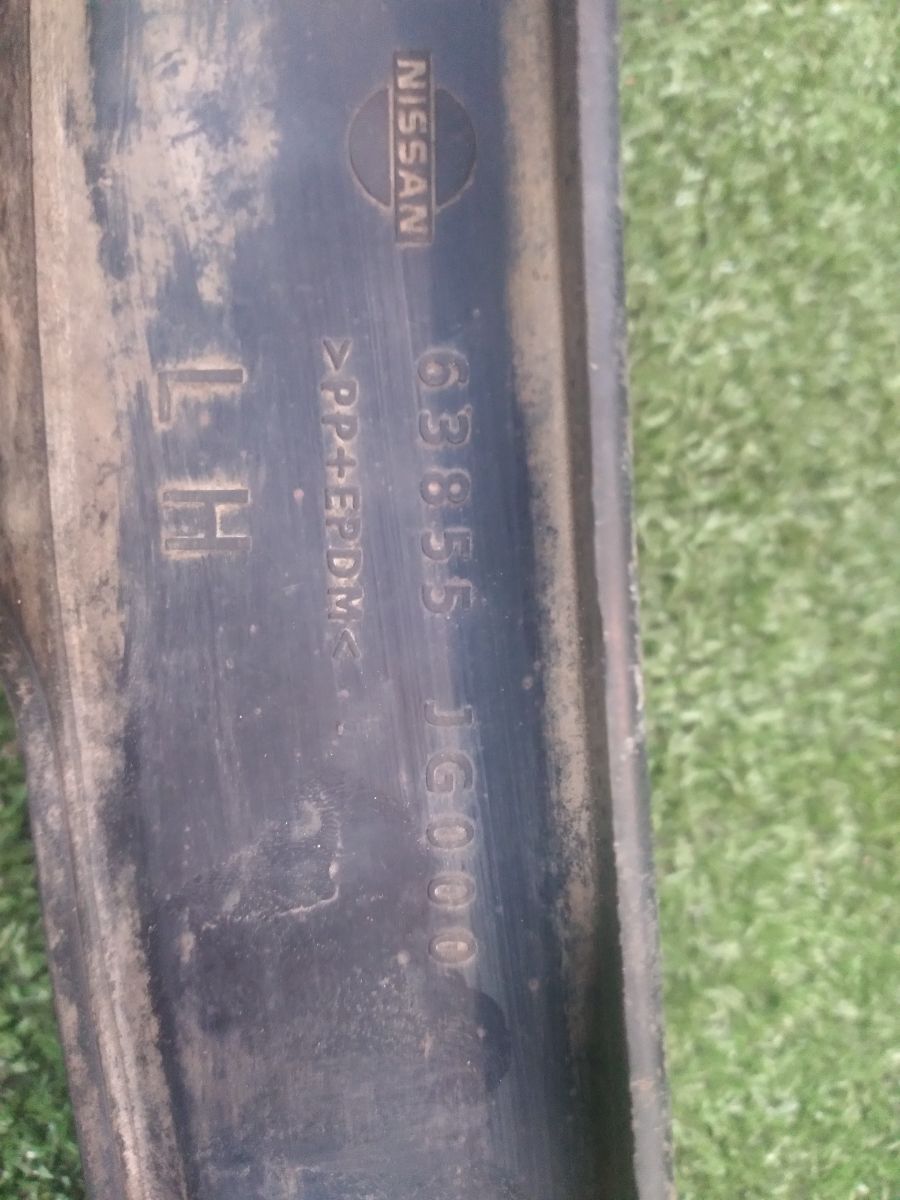 NISSAN
63855 JG000
>PP+EPDM<
LH